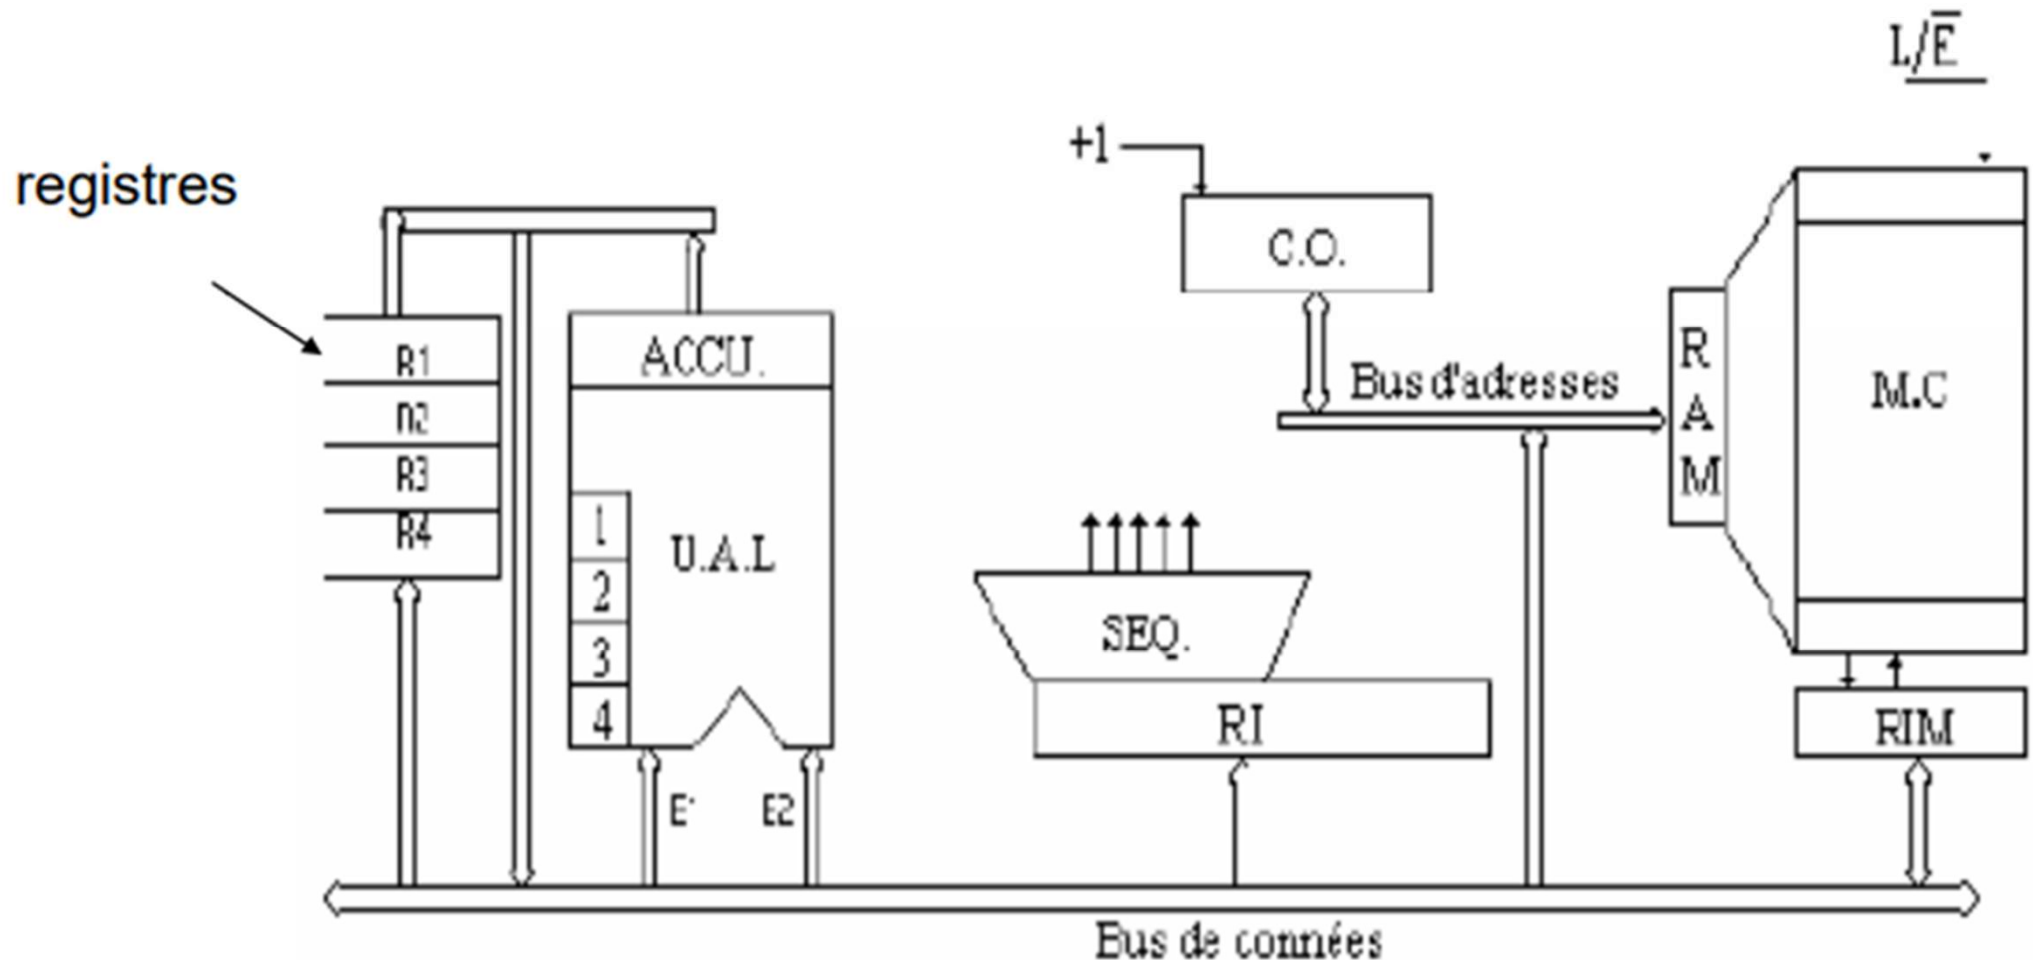 L/E̅
+1
registres
C.O.
R1
ACCU.
R
A
M
Bus d'adresses
M.C
R2
R3
R4
1
2
3
4
U.A.L
SEQ.
RI
RIM
E1
E2
Bus de connées